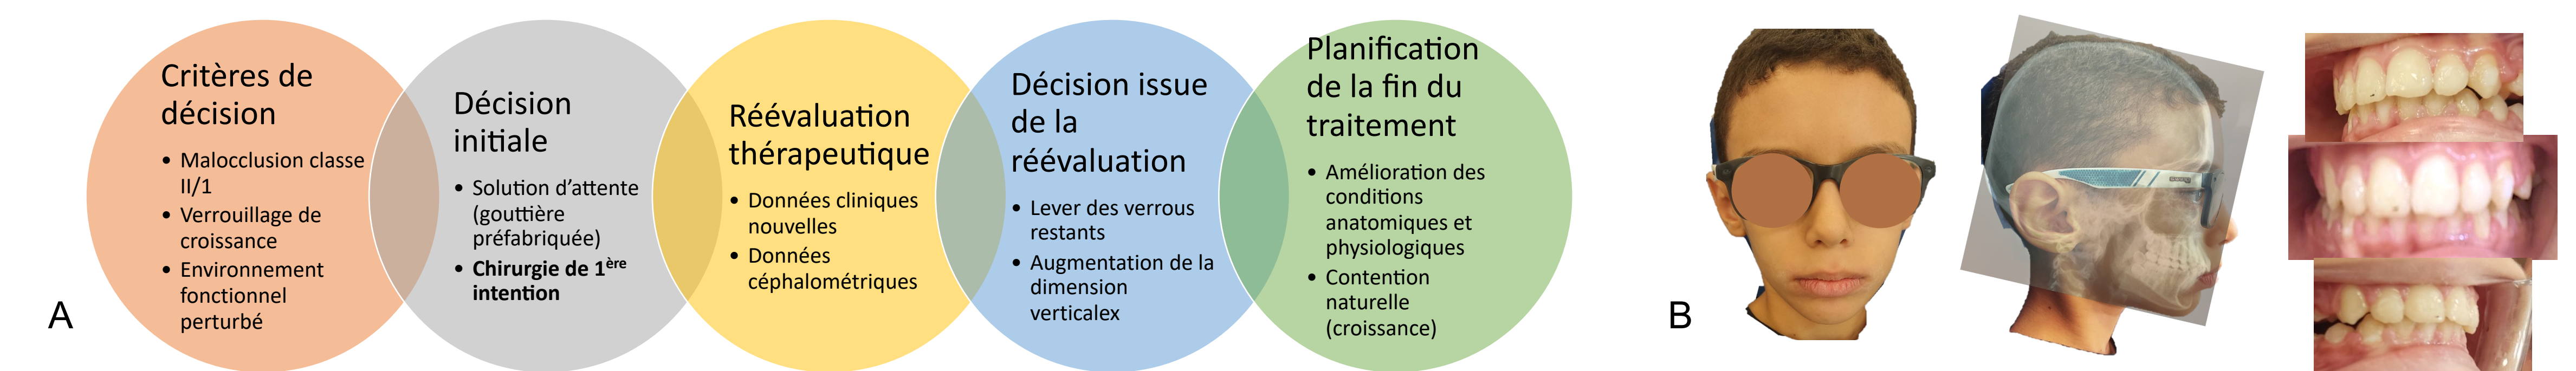 Critères de
décision
• Malocclusion classe
II/1
• Verrouillage de
croissance
• Environnement
fonctionnel
perturbé
Décision
initiale
• Solution d'attente
(gouttière
préfabriquée)
• Chirurgie de 1ère
intention
Réévaluation
thérapeutique
• Données cliniques
nouvelles
• Données
céphalométriques
Décision issue
de la
réévaluation
• Lever des verrous
restants
• Augmentation de la
dimension
verticalex
Planification
de la fin du
traitement
• Amélioration des
conditions
anatomiques et
physiologiques
• Contention
naturelle
(croissance)
A
B